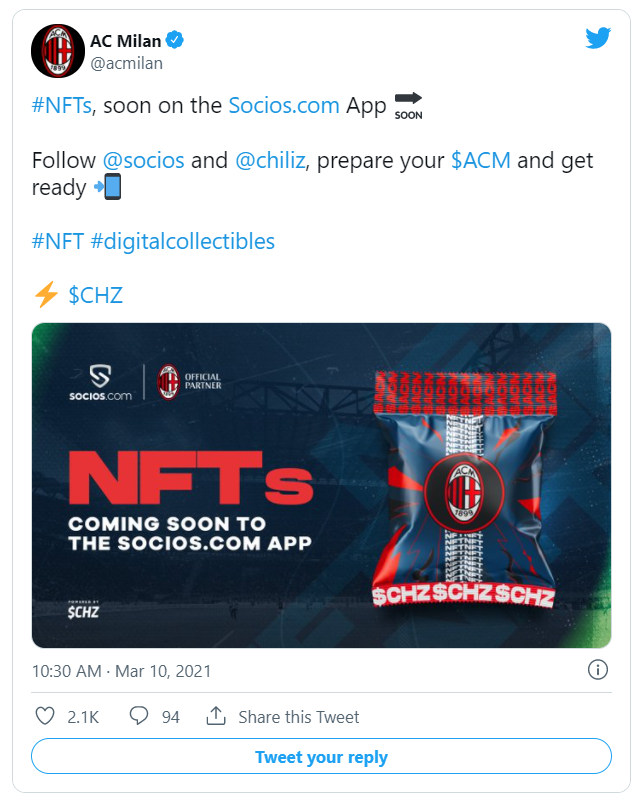 AC Milan
@acmilan
#NFTs, soon on the Socios.com App SOON
Follow @socios and @chiliz, prepare your $ACM and get
ready
#NFT #digitalcollectibles
$CHZ
SOCIOS.COM
ACM
1899
OFFICIAL
PARTNER
NFTs
COMING SOON TO
THE SOCIOS.COM APP
POWERED BY
$CHZ
NFTNFT
ACM
1899
NFTNFT
$CHZ $CHZ $CHZ
10:30 AM · Mar 10, 2021
2.1K
94
Share this Tweet
Tweet your reply